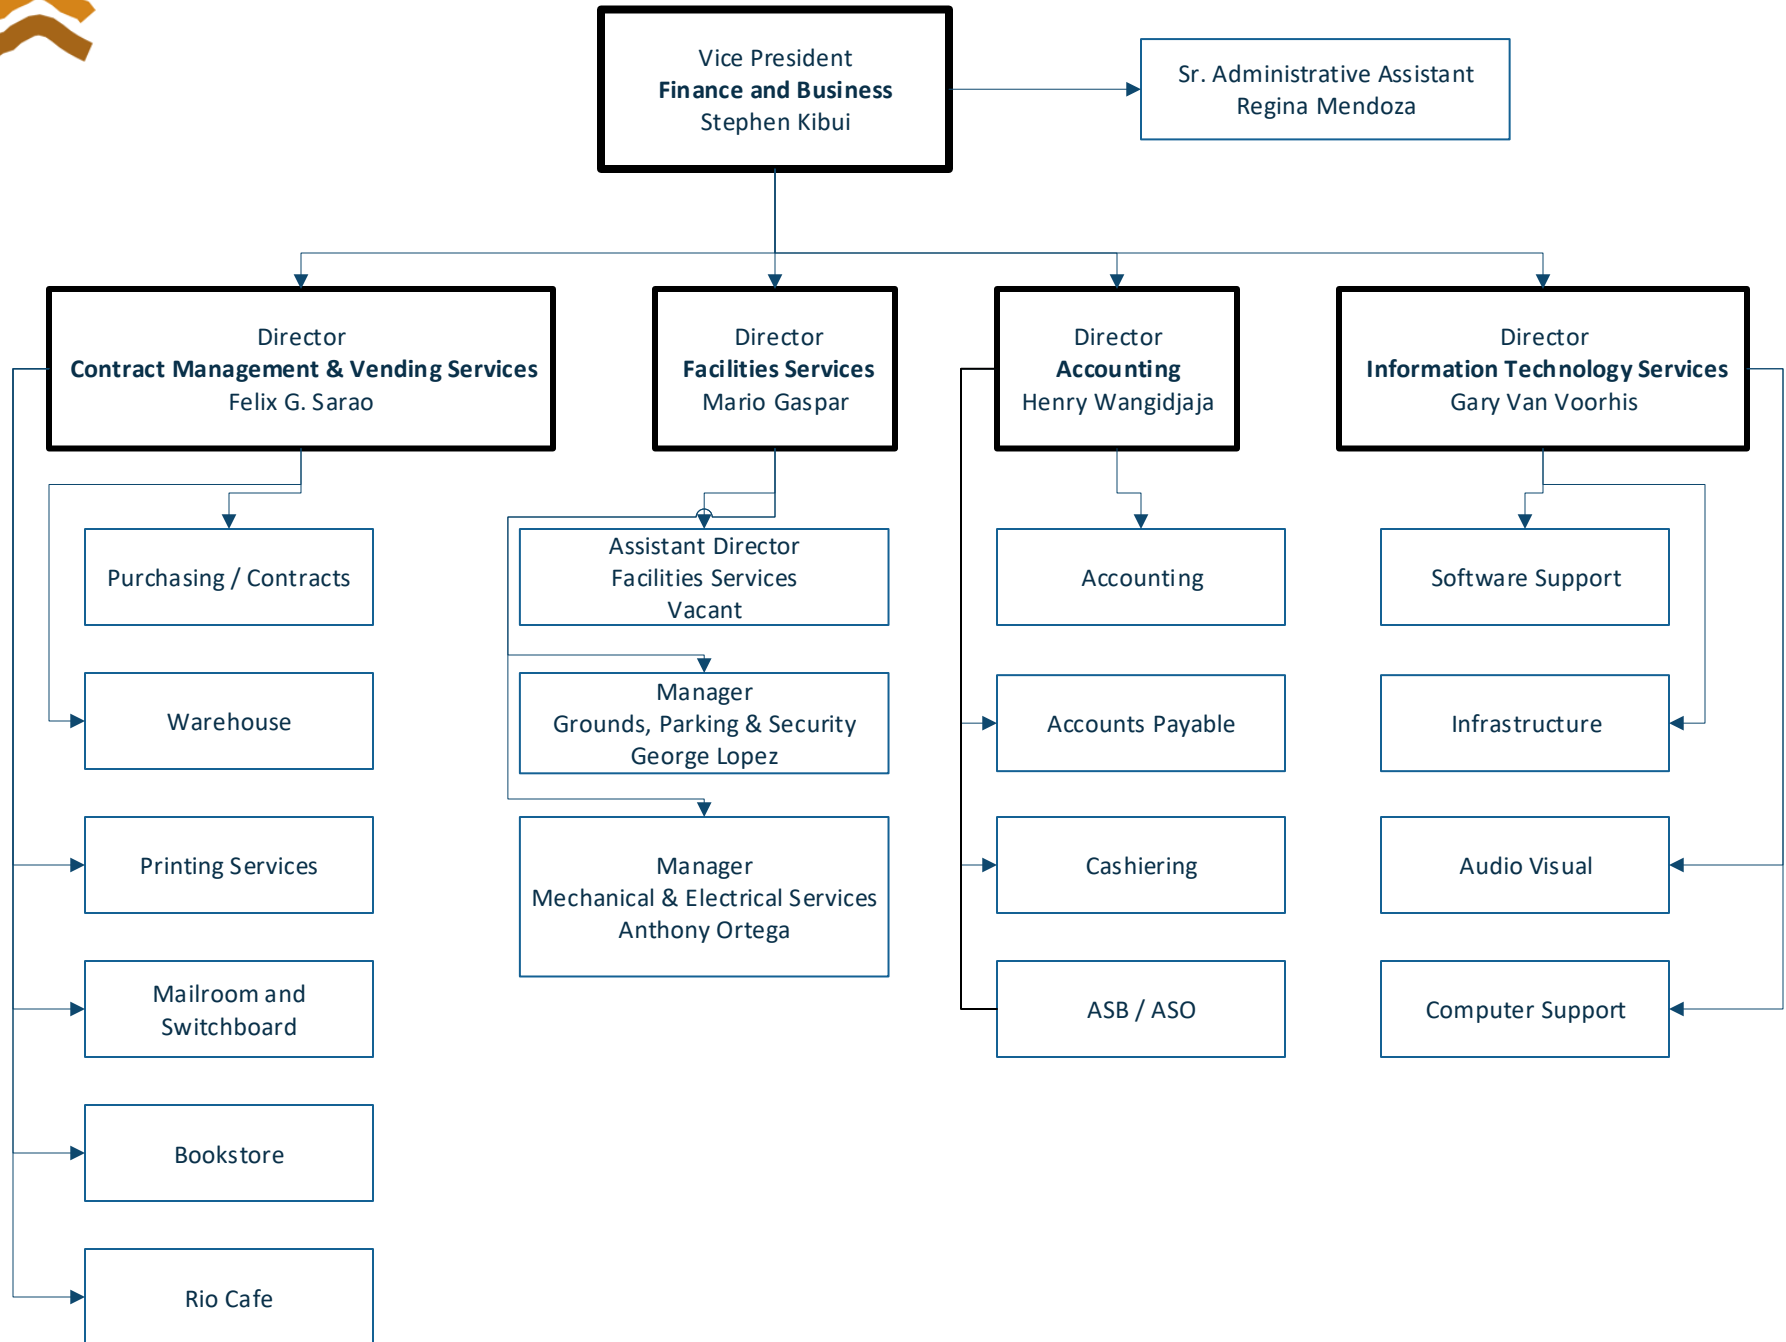 Vice President
Finance and Business
Stephen Kibui
Sr. Administrative Assistant
Regina Mendoza
Director
Contract Management & Vending Services
Felix G. Sarao
Director
Facilities Services
Mario Gaspar
Director
Accounting
Henry Wangidjaja
Director
Information Technology Services
Gary Van Voorhis
Purchasing / Contracts
Warehouse
Printing Services
Mailroom and
Switchboard
Bookstore
Rio Cafe
Assistant Director
Facilities Services
Vacant
Manager
Grounds, Parking & Security
George Lopez
Manager
Mechanical & Electrical Services
Anthony Ortega
Accounting
Accounts Payable
Cashiering
ASB / ASO
Software Support
Infrastructure
Audio Visual
Computer Support